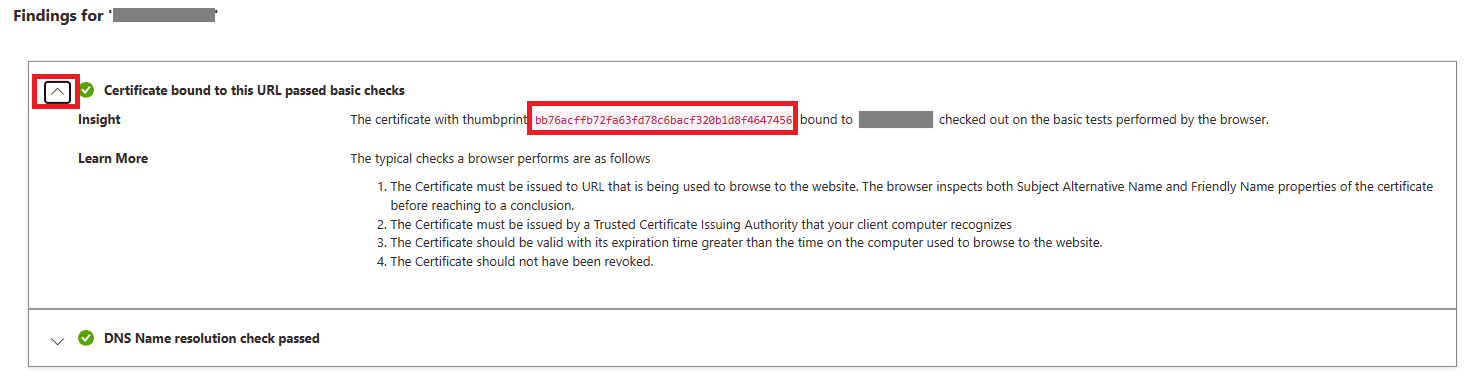 Findings for ' '
Certificate bound to this URL passed basic checks
Insight The certificate with thumbprint bb76acffb72fa63fd78c6bacf320b1d8f4647456 bound to checked out on the basic tests performed by the browser.
Learn More The typical checks a browser performs are as follows
1. The Certificate must be issued to URL that is being used to browse to the website. The browser inspects both Subject Alternative Name and Friendly Name properties of the certificate
before reaching to a conclusion.
2. The Certificate must be issued by a Trusted Certificate Issuing Authority that your client computer recognizes
3. The Certificate should be valid with its expiration time greater than the time on the computer used to browse to the website.
4. The Certificate should not have been revoked.
DNS Name resolution check passed